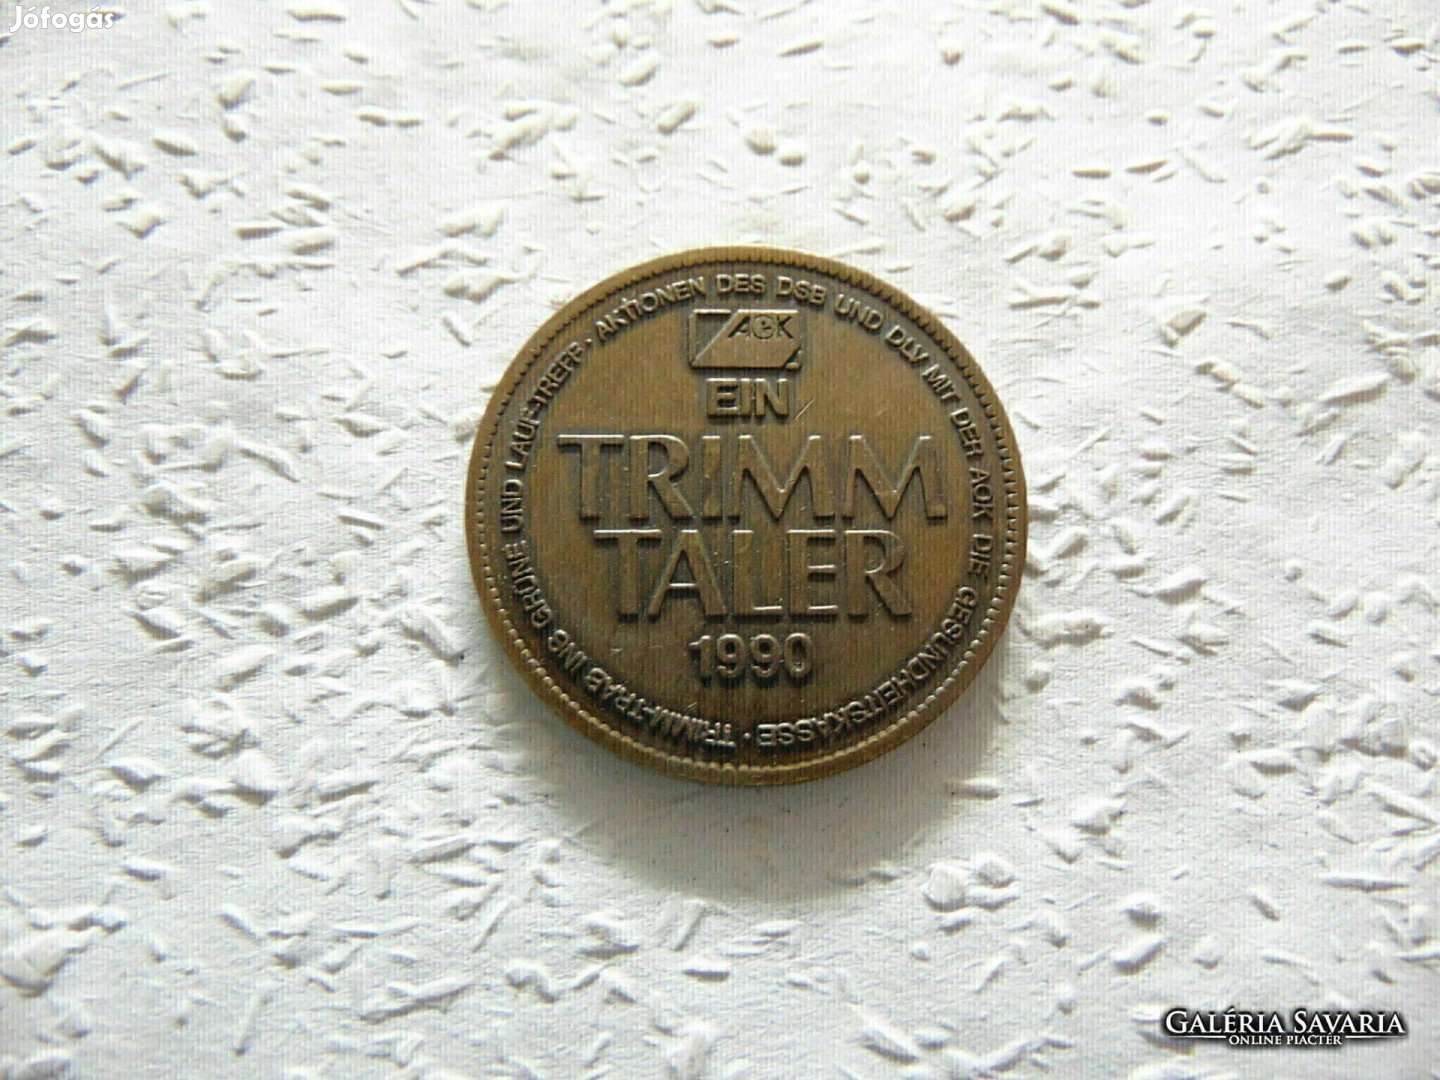 Jófogás
AKTIONEN DES DSB UND DLV MIT DER AOK DIE GESUNDHEITSKASSE · TRIMM-TRAB INS GRÜNE UND LAUF-TREFF ·
AOK
EIN
TRIMM
TALER
1990
GALÉRIA SAVARIA
ONLINE PIACTÉR